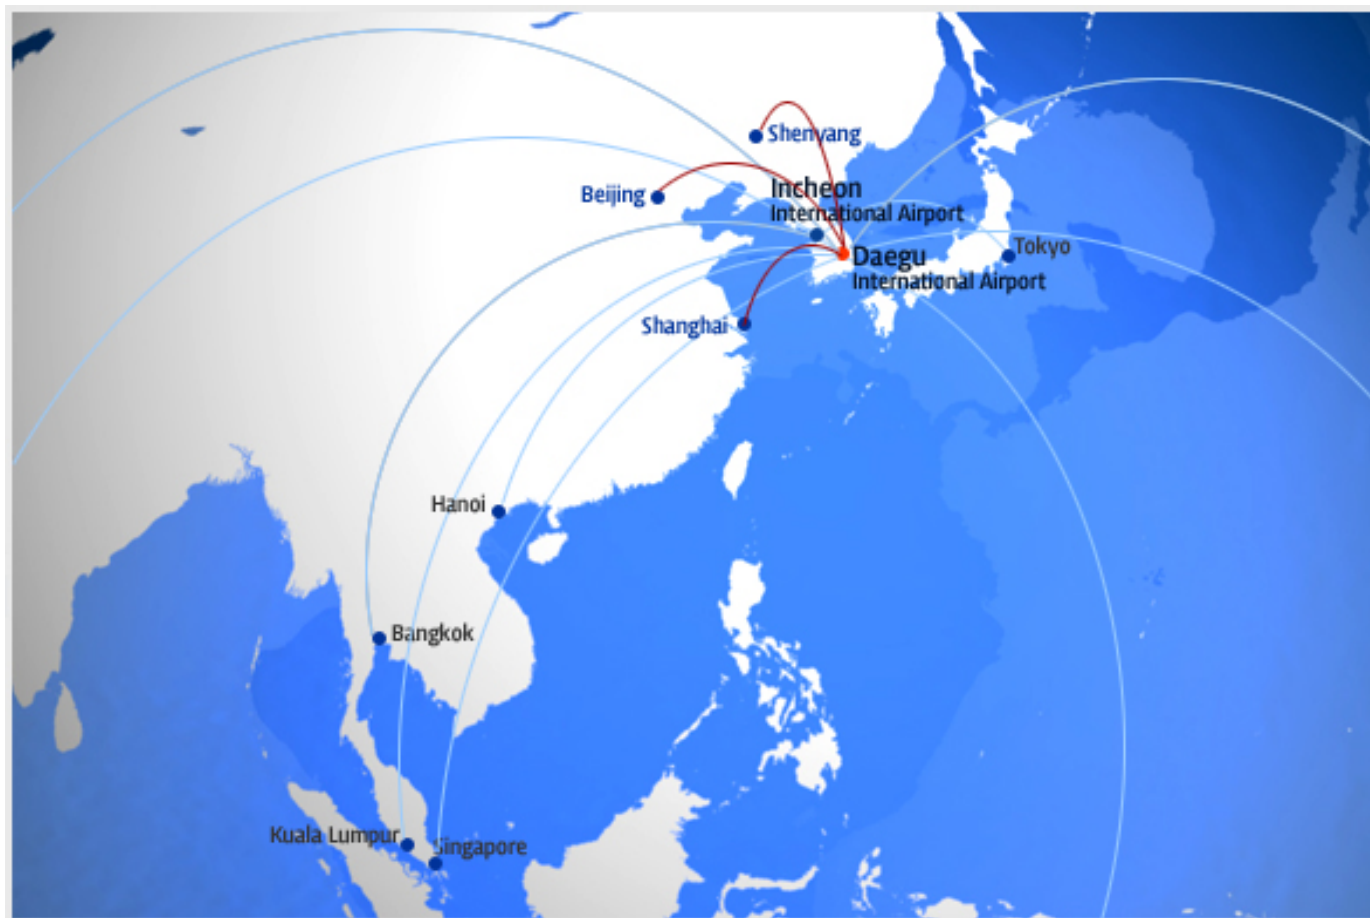 Shenyang
Beijing
Incheon
International Airport
Tokyo
Daegu
International Airport
Shanghai
Hanoi
Bangkok
Kuala Lumpur
Singapore